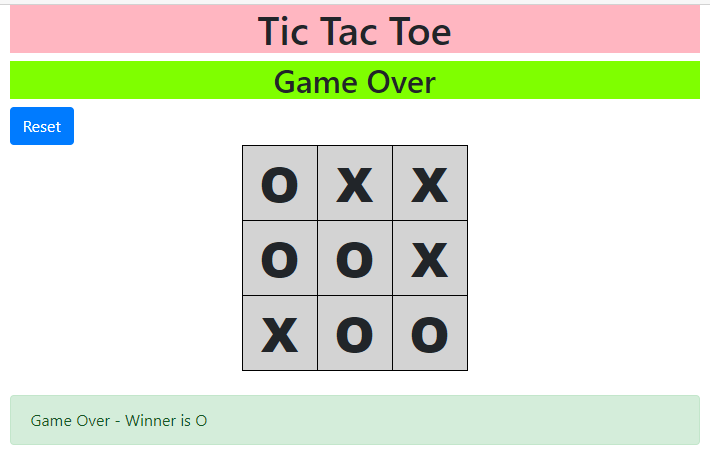 Tic Tac Toe
Game Over
Reset
O X X
O O X
X O O
Game Over - Winner is O